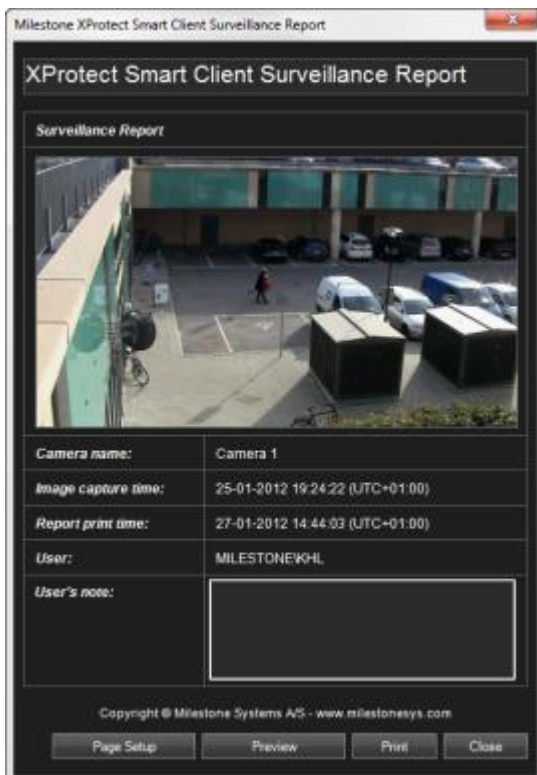 Milestone XProtect Smart Client Surveillance Report
XProtect Smart Client Surveillance Report
Surveillance Report
Camera name: Camera 1
Image capture time: 25-01-2012 19:24:22 (UTC+01:00)
Report print time: 27-01-2012 14:44:03 (UTC+01:00)
User: MILESTONE\KHL
User's note:
Copyright © Milestone Systems A/S - www.milestonesys.com
Page Setup Preview Print Close